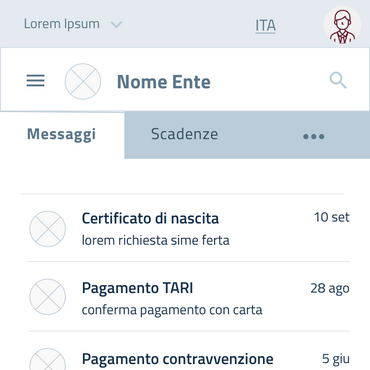 Lorem Ipsum
ITA
Nome Ente
Messaggi
Scadenze
Certificato di nascita
10 set
lorem richiesta sime ferta
Pagamento TARI
28 ago
conferma pagamento con carta
Pagamento contravvenzione
5 giu